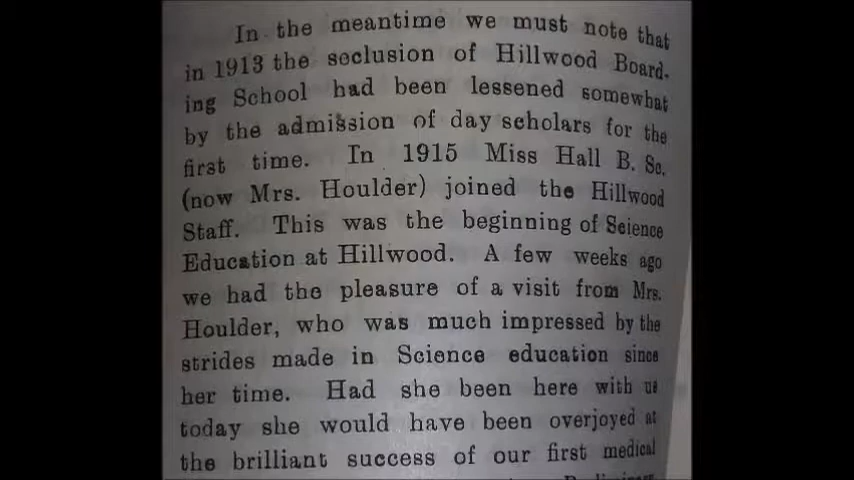 In the meantime we must note that
in 1913 the seclusion of Hillwood Board-
ing School had been lessened somewhat
by the admission of day scholars for the
first time. In 1915 Miss Hall B. Sc.
(now Mrs. Houlder) joined the Hillwood
Staff. This was the beginning of Science
Education at Hillwood. A few weeks ago
we had the pleasure of a visit from Mrs.
Houlder, who was much impressed by the
strides made in Science education since
her time. Had she been here with us
today she would have been overjoyed at
the brilliant success of our first medical